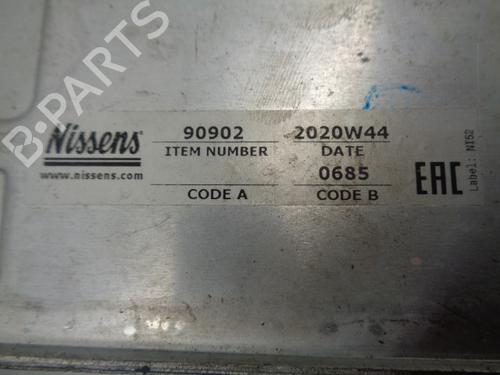 B-PARTS
Nissens
www.nissens.com
90902
ITEM NUMBER
2020W44
DATE
0685
CODE A
CODE B
EAC
Label: NI52